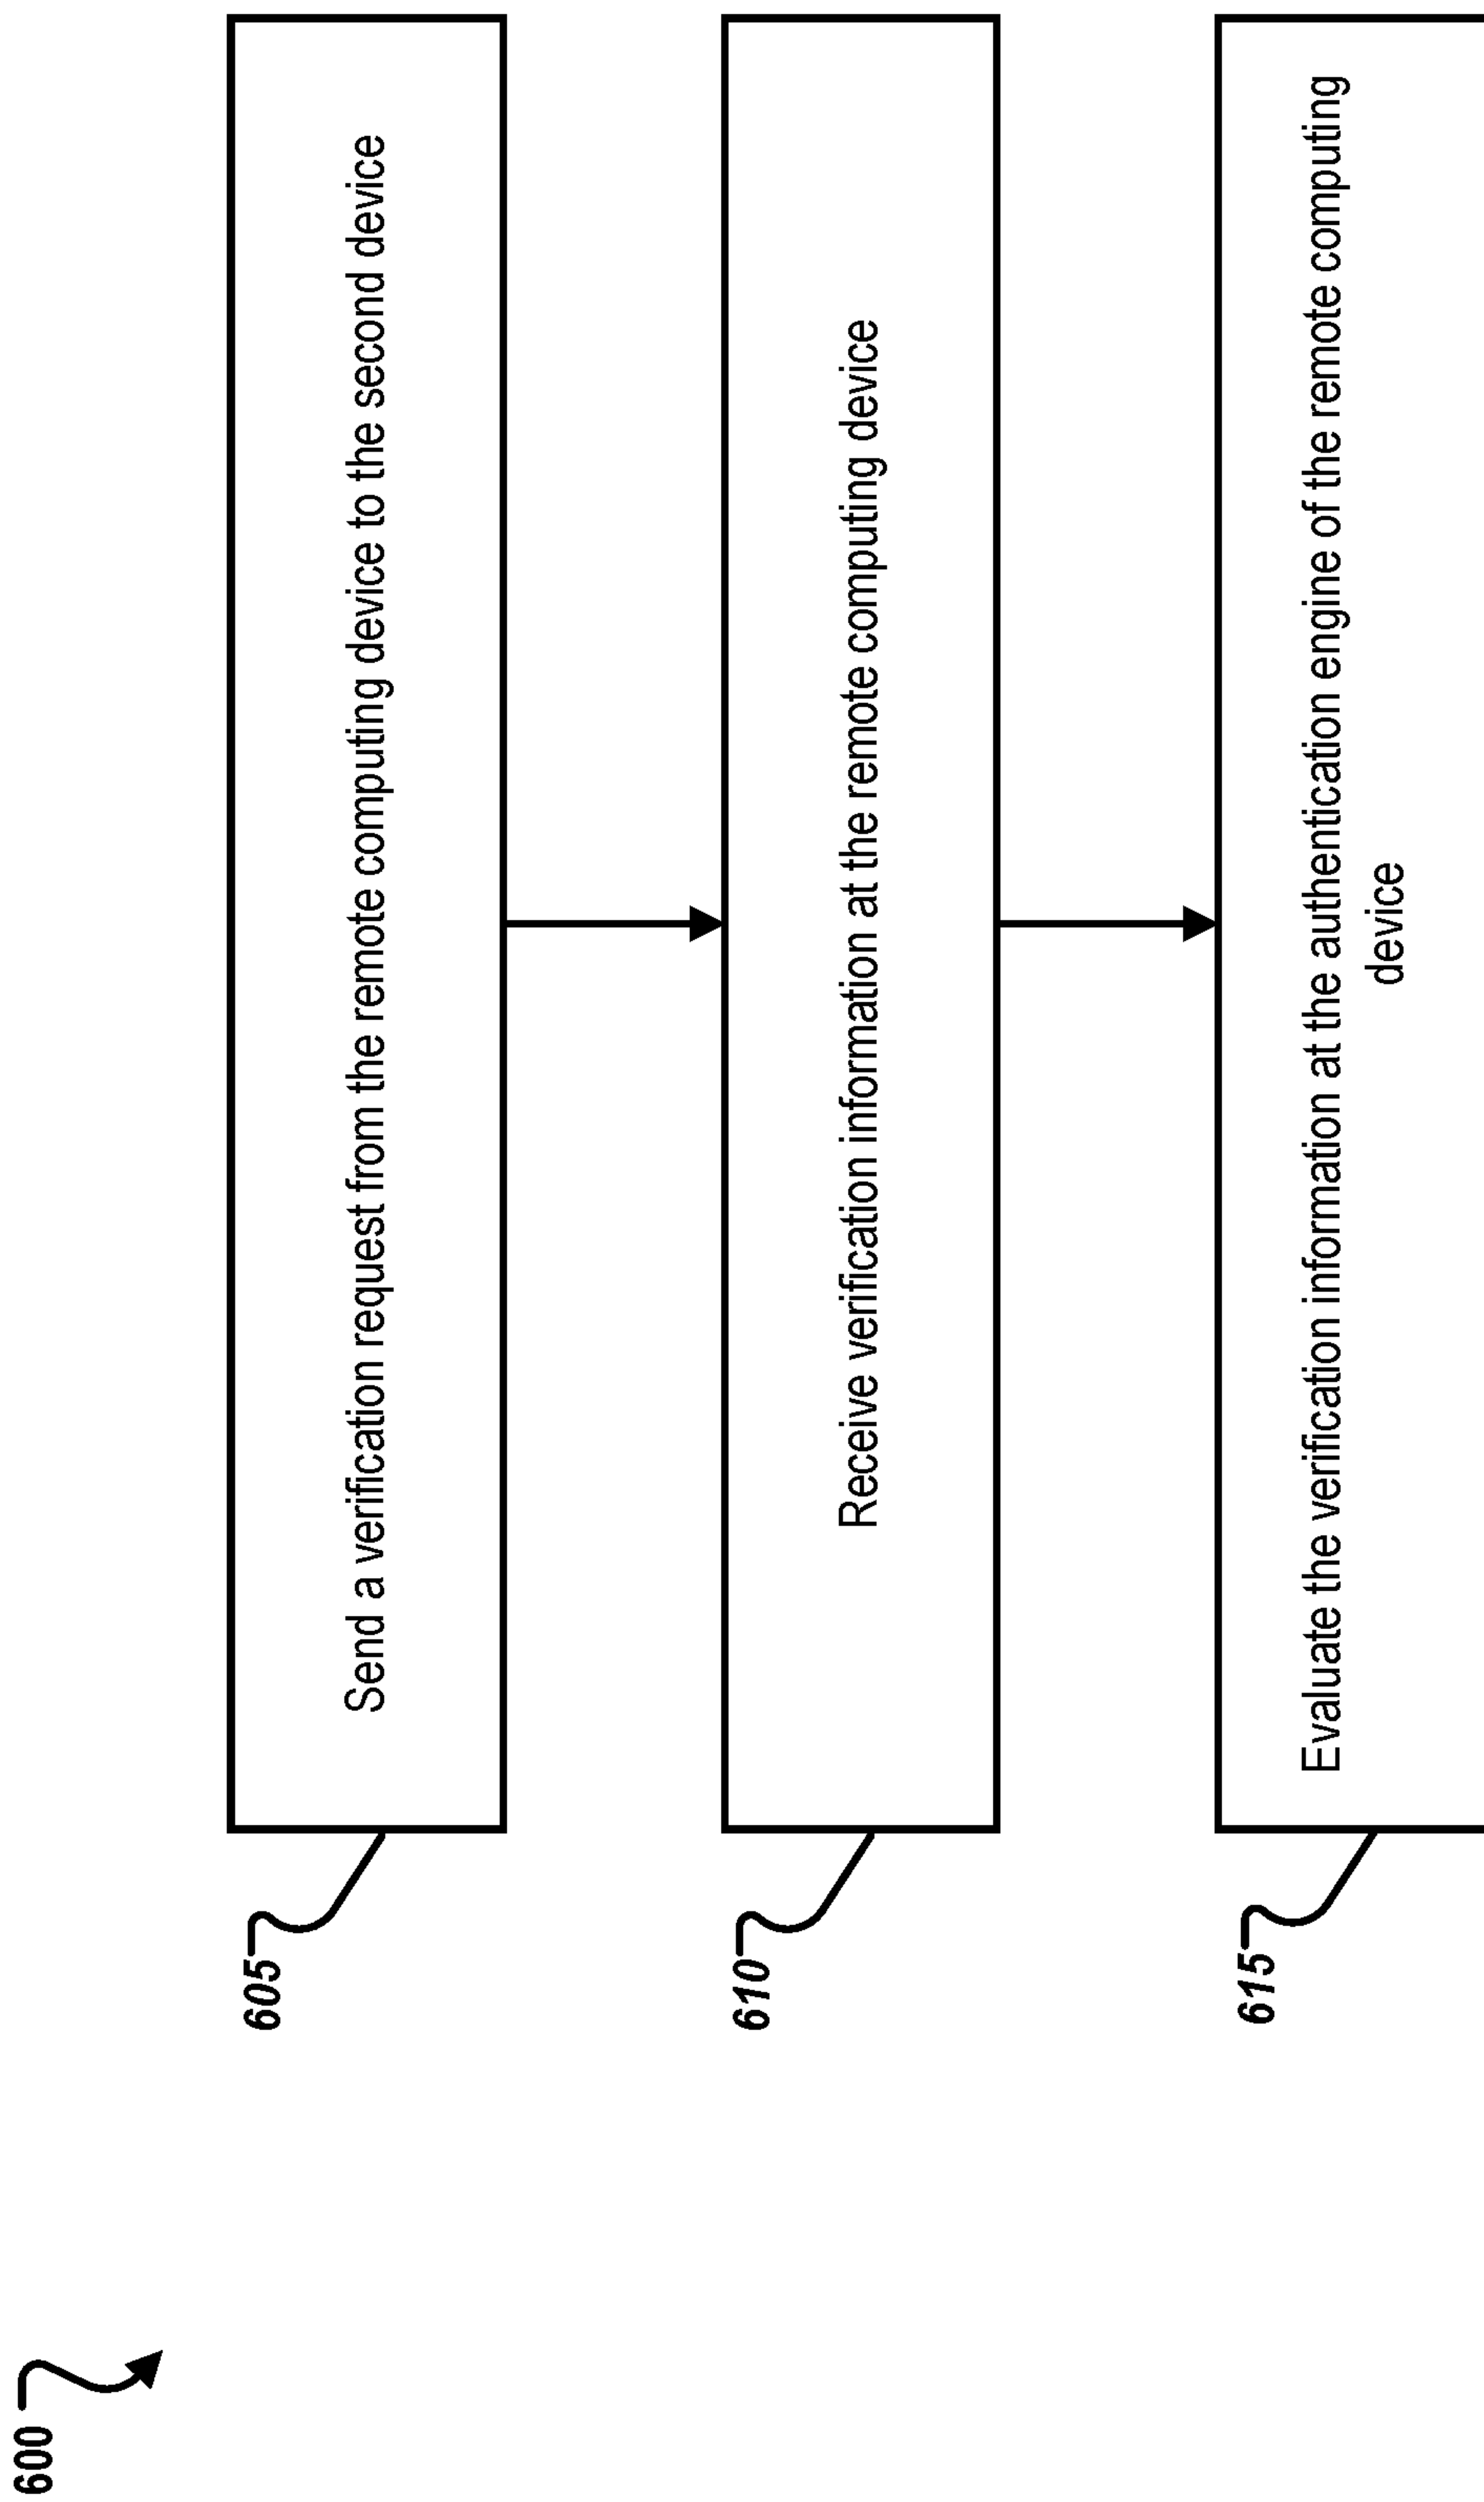 600
605
Send a verification request from the remote computing device to the second device
610
Receive verification information at the remote computing device
615
Evaluate the verification information at the authentication engine of the remote computing
device